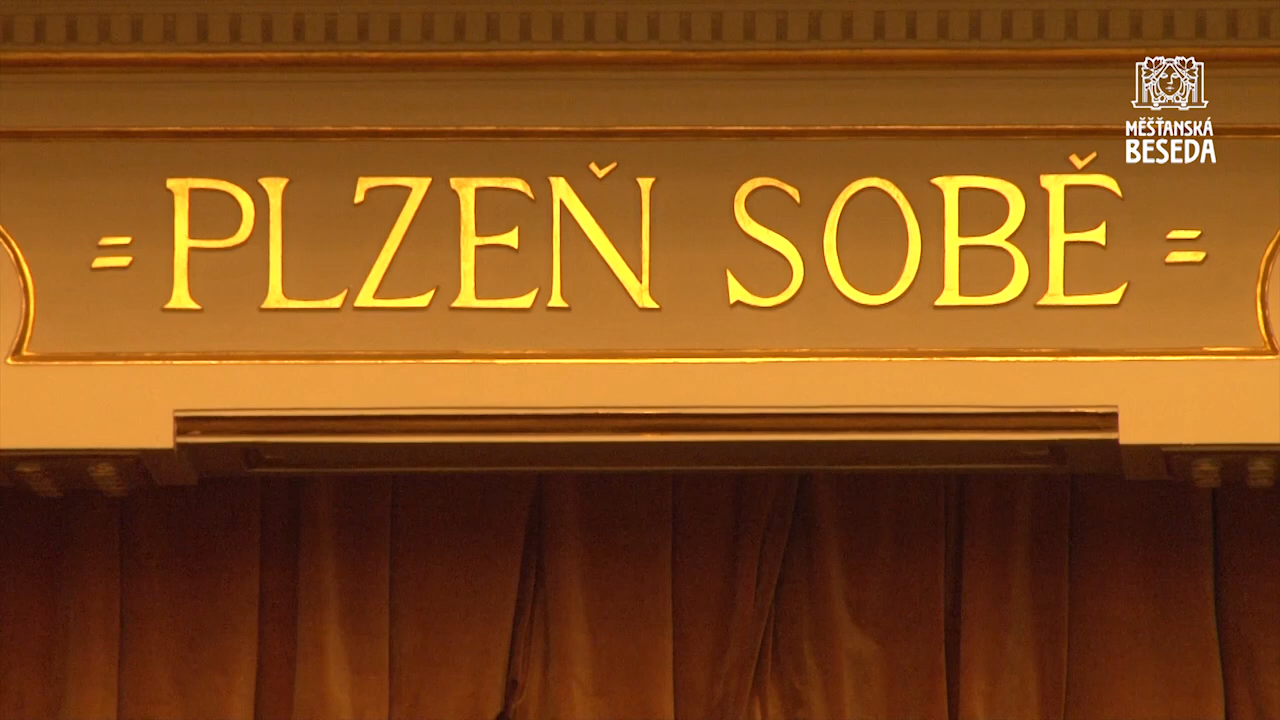 MĚŠŤANSKÁ
BESEDA
= PLZEŇ SOBĚ =